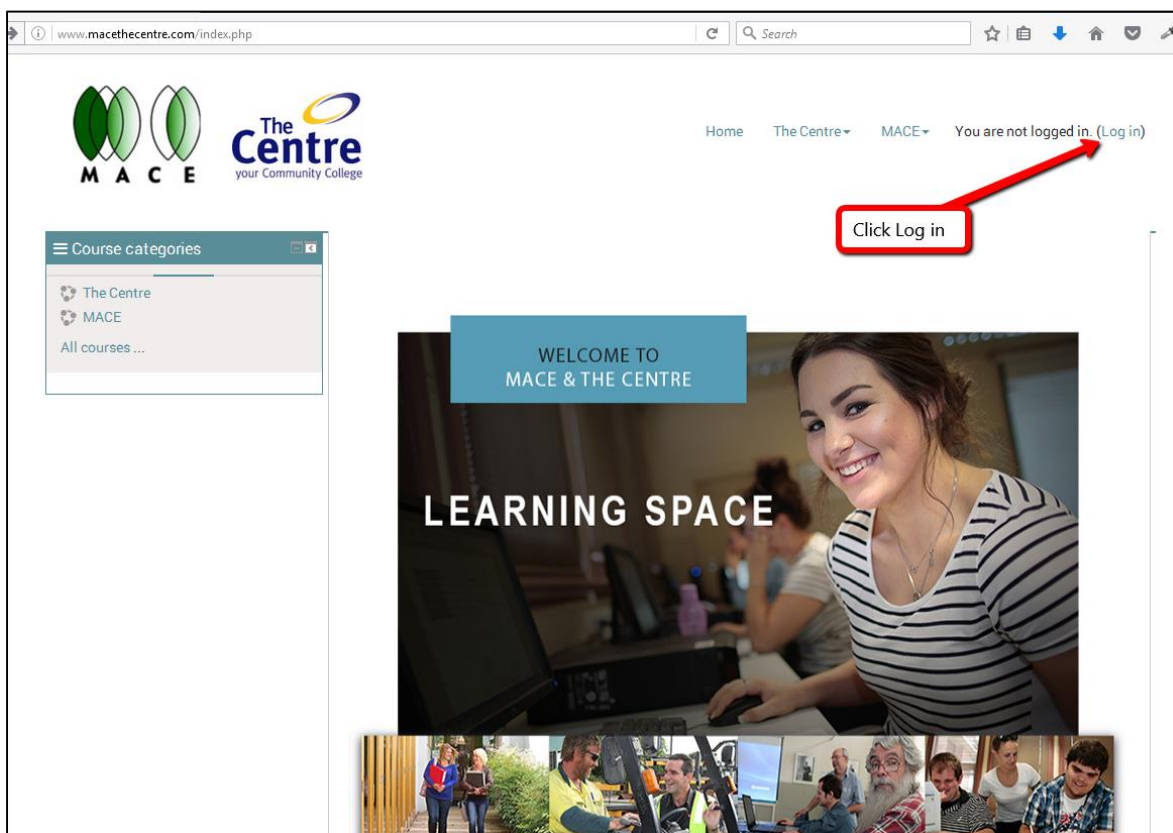 www.macethecentre.com/index.php
Search
MACE
The
Centre
your Community College
Home The Centre MACE You are not logged in. (Log in)
Click Log in
Course categories
The Centre
MACE
All courses ...
WELCOME TO
MACE & THE CENTRE
LEARNING SPACE